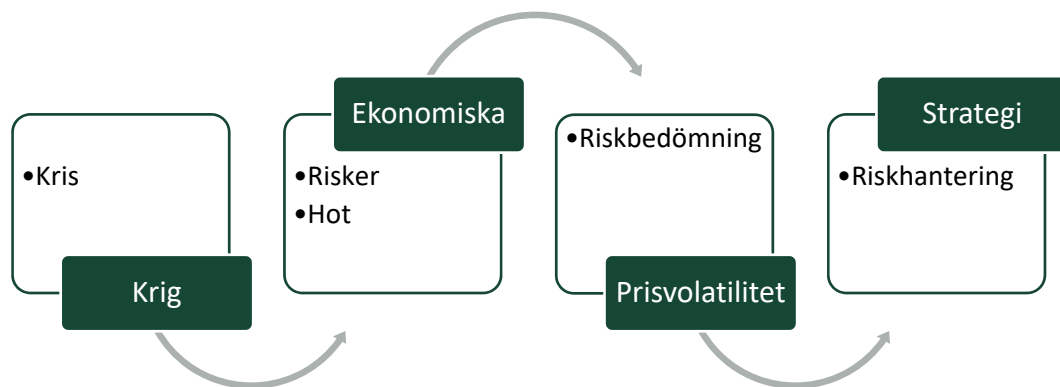 •Kris
Krig
Ekonomiska
•Risker
•Hot
•Riskbedömning
Prisvolatilitet
Strategi
•Riskhantering